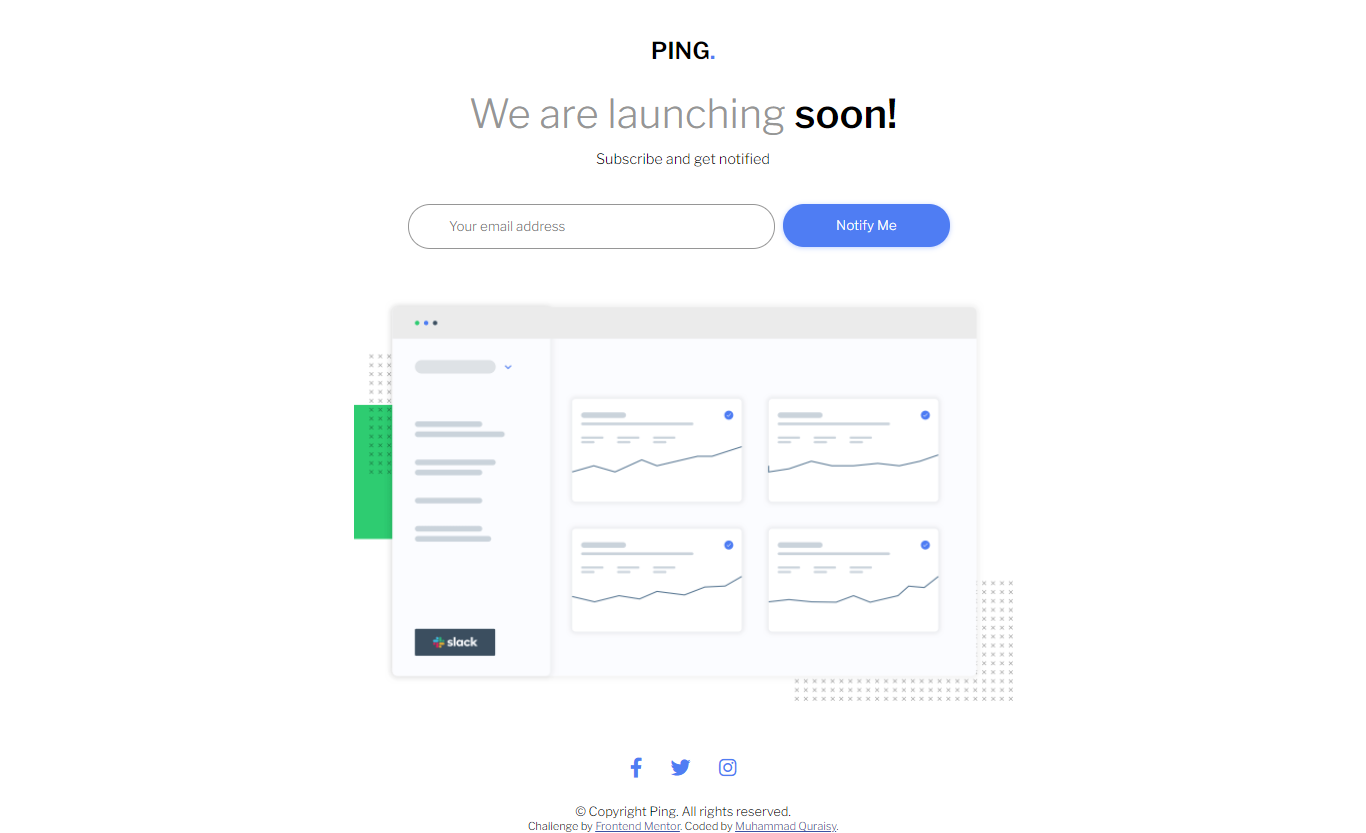 PING.
We are launching soon!
Subscribe and get notified
Your email address
Notify Me
slack
© Copyright Ping. All rights reserved.
Challenge by Frontend Mentor. Coded by Muhammad Quraisy.